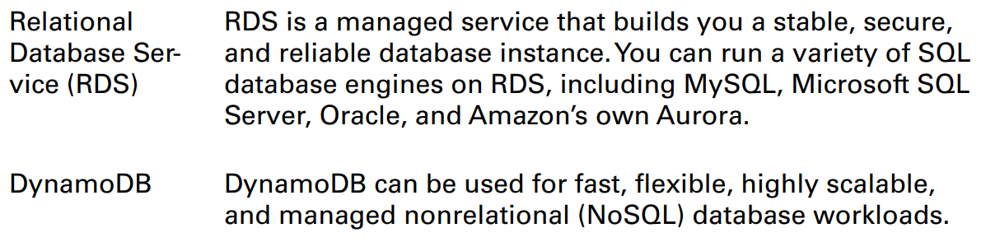 Relational
Database Ser-
vice (RDS)
RDS is a managed service that builds you a stable, secure,
and reliable database instance. You can run a variety of SQL
database engines on RDS, including MySQL, Microsoft SQL
Server, Oracle, and Amazon’s own Aurora.
DynamoDB
DynamoDB can be used for fast, flexible, highly scalable,
and managed nonrelational (NoSQL) database workloads.